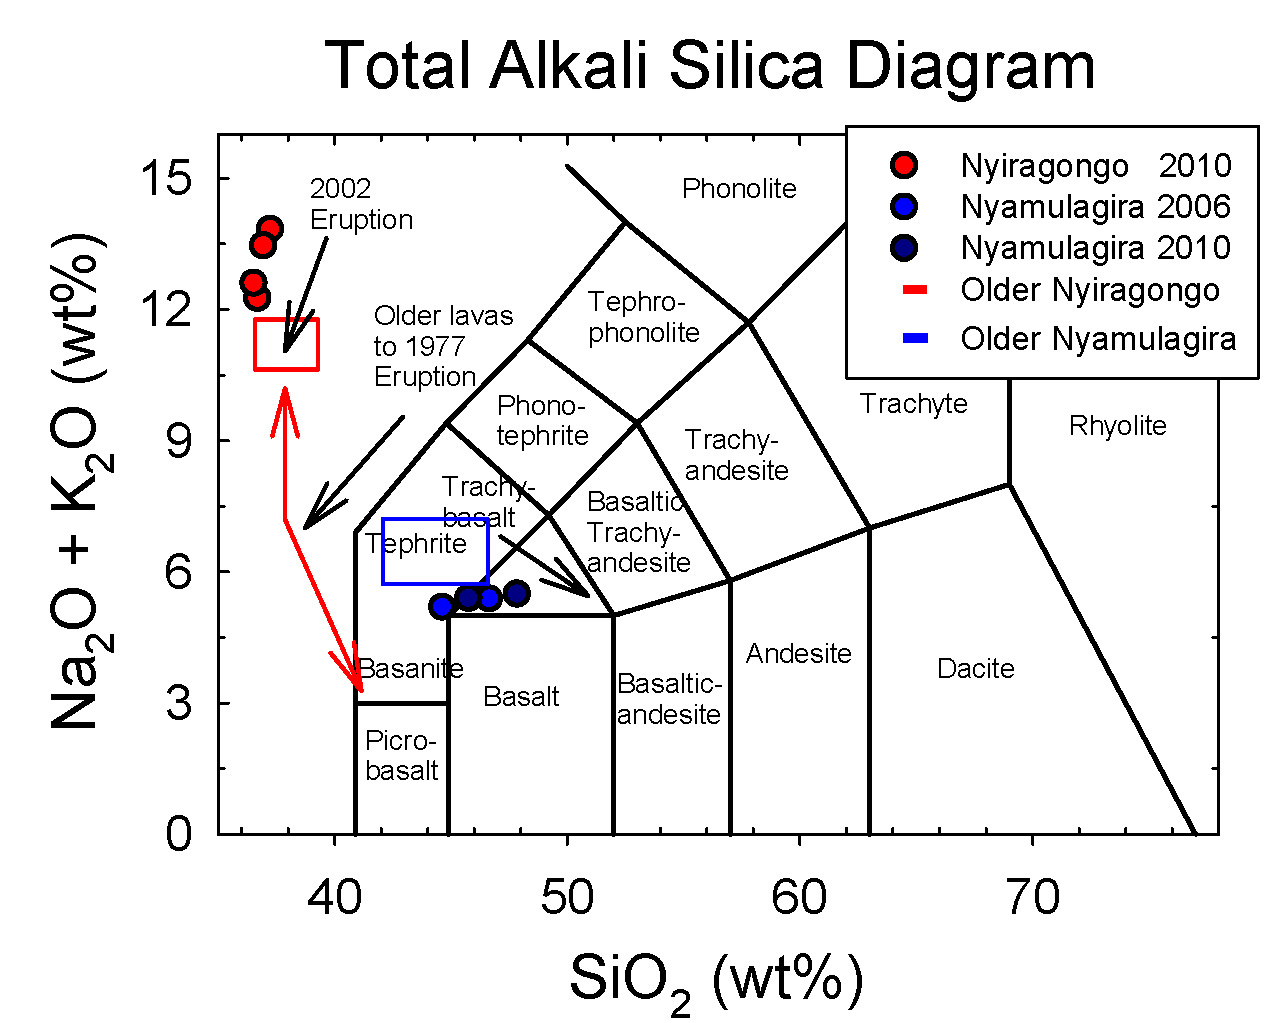 Total Alkali Silica Diagram
Na₂O + K₂O (wt%)
15
12
9
6
3
0
40
50
60
70
SiO₂ (wt%)
Nyiragongo 2010
Nyamulagira 2006
Nyamulagira 2010
Older Nyiragongo
Older Nyamulagira
2002
Eruption
Older lavas
to 1977
Eruption
Phonolite
Tephro-
phonolite
Phono-
tephrite
Trachy-
andesite
Trachyte
Rhyolite
Trachy-
basalt
Basaltic
Trachy-
andesite
Tephrite
Basanite
Picro-
basalt
Basalt
Basaltic-
andesite
Andesite
Dacite